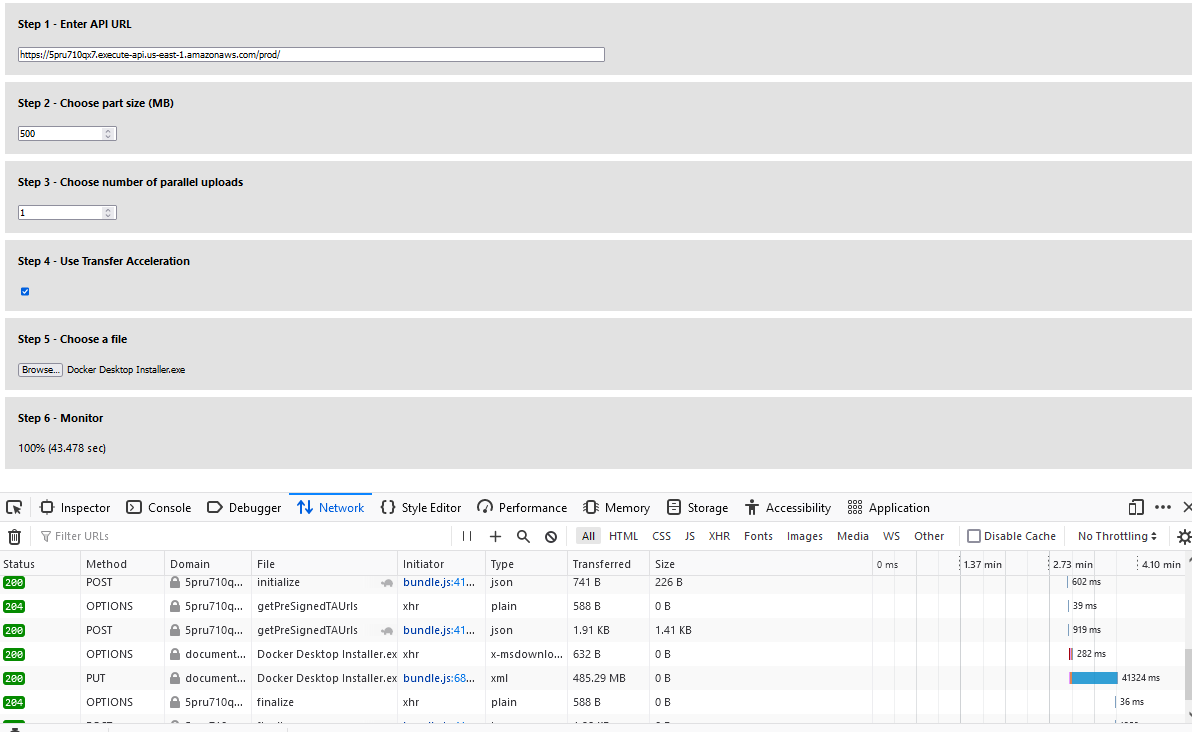 Step 1 - Enter API URL
https://5pru710qx7.execute-api.us-east-1.amazonaws.com/prod/
Step 2 - Choose part size (MB)
500
Step 3 - Choose number of parallel uploads
1
Step 4 - Use Transfer Acceleration
Step 5 - Choose a file
Browse... Docker Desktop Installer.exe
Step 6 - Monitor
100% (43.478 sec)
Inspector Console Debugger Network Style Editor Performance Memory Storage Accessibility Application
Filter URLs All HTML CSS JS XHR Fonts Images Media WS Other Disable Cache No Throttling
Status Method Domain File Initiator Type Transferred Size 0 ms 1.37 min 2.73 min 4.10 min
200 POST 5pru710q... initialize bundle.js:41... json 741 B 226 B 602 ms
204 OPTIONS 5pru710q... getPreSignedTAUrls xhr plain 588 B 0 B 39 ms
200 POST 5pru710q... getPreSignedTAUrls bundle.js:41... json 1.91 KB 1.41 KB 919 ms
200 OPTIONS document... Docker Desktop Installer.ex xhr x-msdownlo... 632 B 0 B 282 ms
200 PUT document... Docker Desktop Installer.ex bundle.js:68... xml 485.29 MB 0 B 41324 ms
204 OPTIONS 5pru710q... finalize xhr plain 588 B 0 B 36 ms